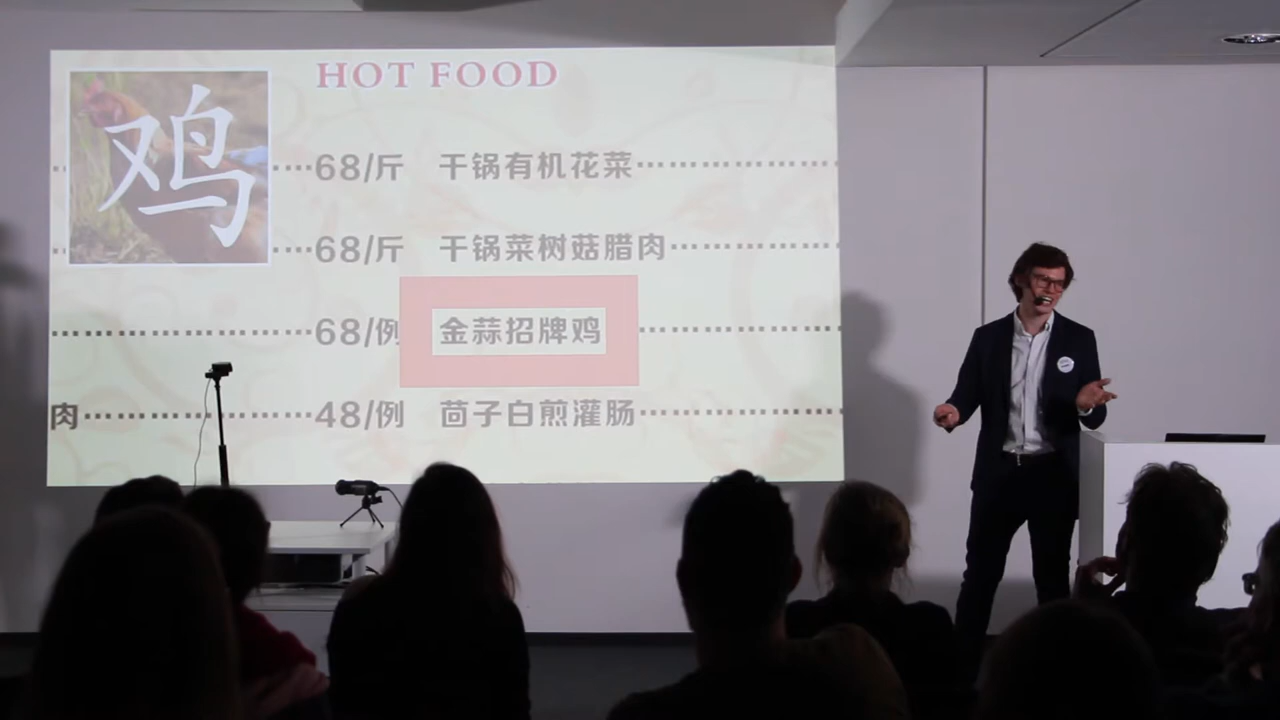 HOT FOOD
鸡
68/斤 干锅有机花菜
68/斤 干锅菜树菇腊肉
68/例 金蒜招牌鸡
肉 48/例 茴子白煎灌肠